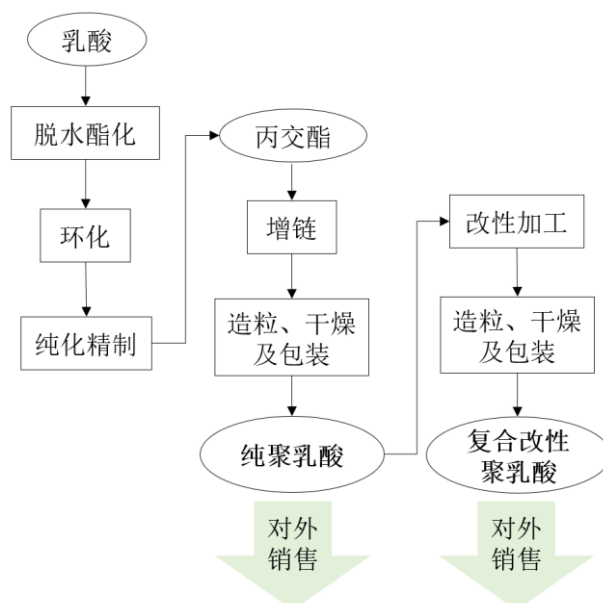 乳酸
脱水酯化
环化
纯化精制
丙交酯
增链
造粒、干燥
及包装
纯聚乳酸
对外
销售
改性加工
造粒、干燥
及包装
复合改性
聚乳酸
对外
销售